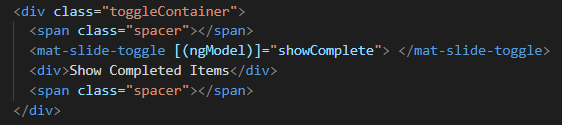 <div class="toggleContainer">
<span class="spacer"></span>
<mat-slide-toggle [(ngModel)]="showComplete"> </mat-slide-toggle>
<div>Show Completed Items</div>
<span class="spacer"></span>
</div>